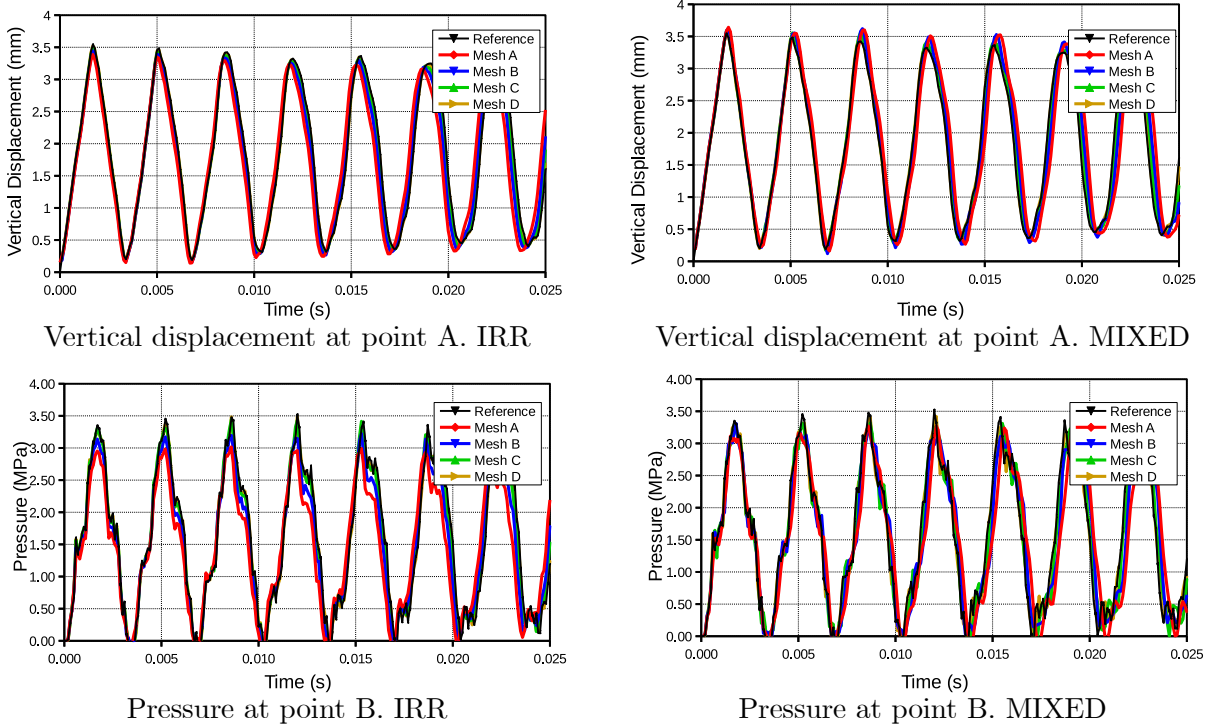 4
3.5
3
2.5
2
1.5
1
0.5
0
Vertical Displacement (mm)
Reference
Mesh A
Mesh B
Mesh C
Mesh D
0.000 0.005 0.010 0.015 0.020 0.025
Time (s)
Vertical displacement at point A. IRR
4
3.5
3
2.5
2
1.5
1
0.5
0
Vertical Displacement (mm)
Reference
Mesh A
Mesh B
Mesh C
Mesh D
0.000 0.005 0.010 0.015 0.020 0.025
Time (s)
Vertical displacement at point A. MIXED
4.00
3.50
3.00
2.50
2.00
1.50
1.00
0.50
0.00
Pressure (MPa)
Reference
Mesh A
Mesh B
Mesh C
Mesh D
0.000 0.005 0.010 0.015 0.020 0.025
Time (s)
Pressure at point B. IRR
4.00
3.50
3.00
2.50
2.00
1.50
1.00
0.50
0.00
Pressure (MPa)
Reference
Mesh A
Mesh B
Mesh C
Mesh D
0.000 0.005 0.010 0.015 0.020 0.025
Time (s)
Pressure at point B. MIXED